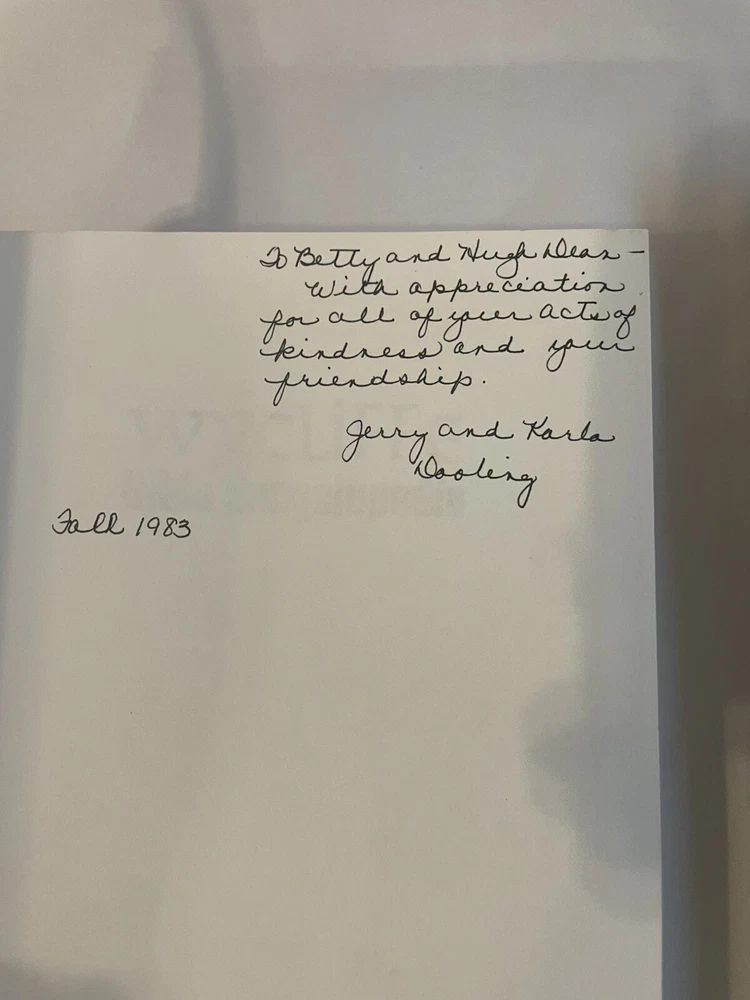 To Betty and Hugh Dean -
With appreciation
for all of your acts of
kindness and your
friendship.
Jerry and Karla
Dooling
Fall 1983